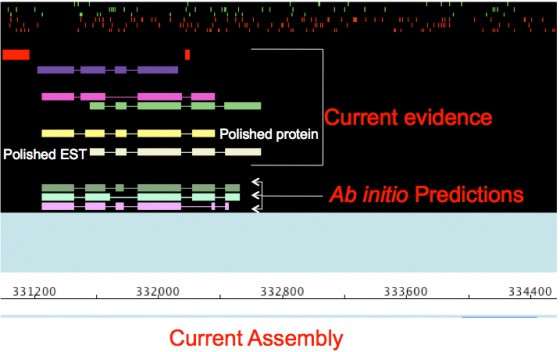 Current evidence
Polished protein
Polished EST
Ab initio Predictions
331200 332000 332800 333600 334400
Current Assembly